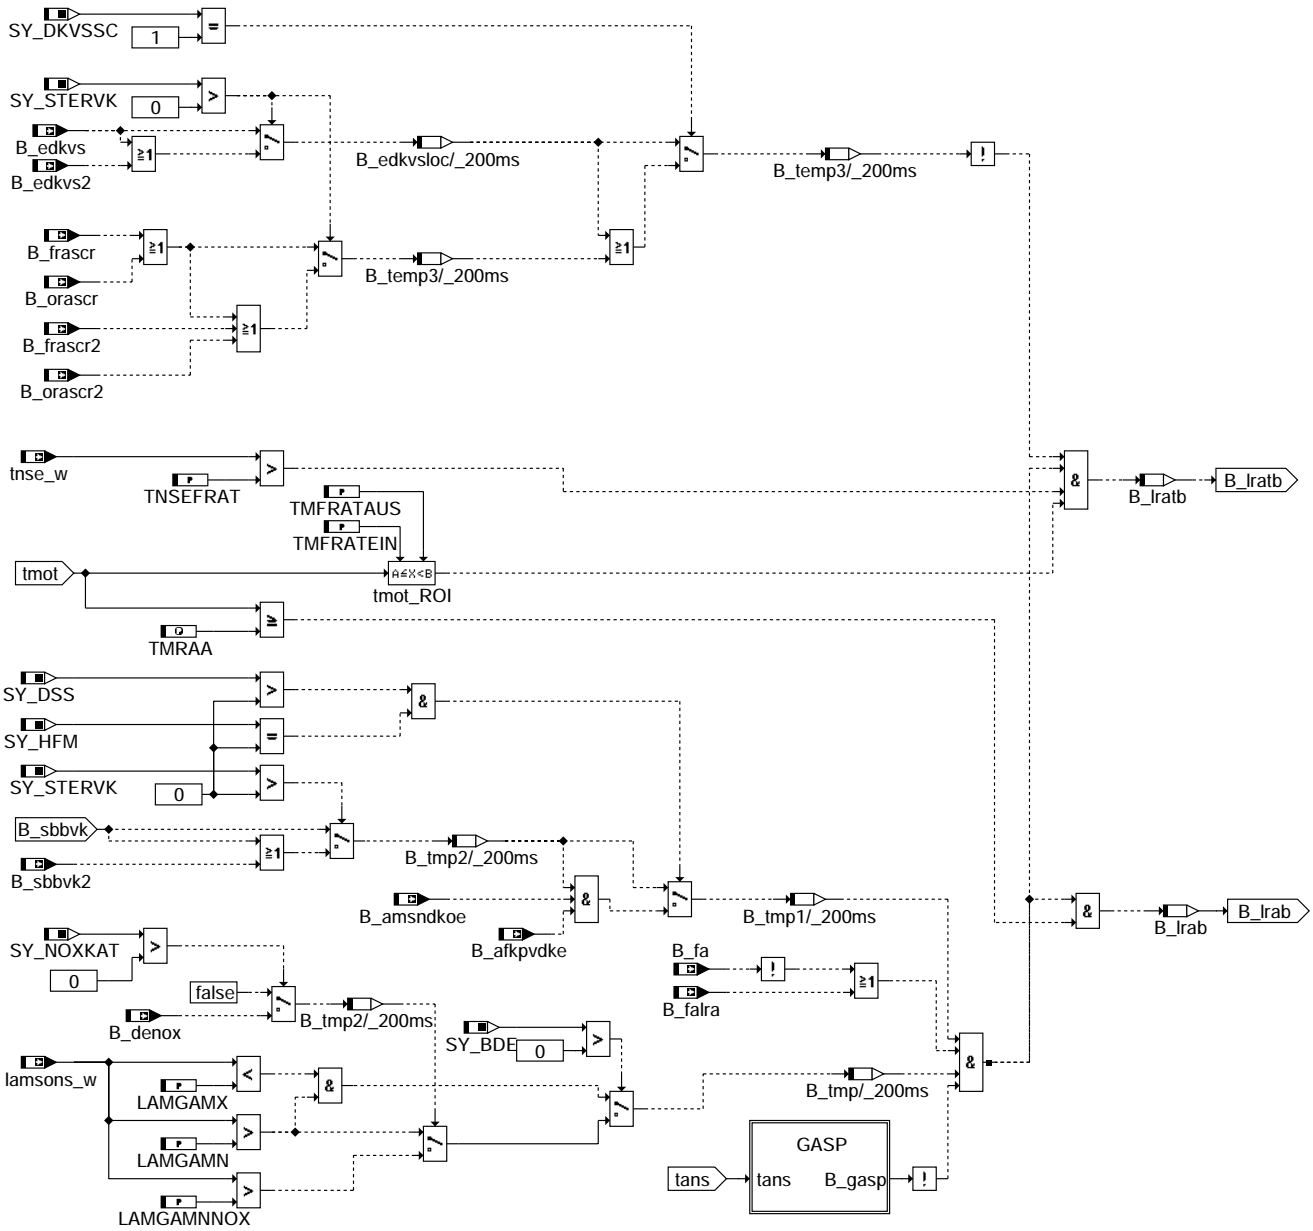 SY_DKVSSC
1
=
SY_STERVK
0
>
B_edkvs
≥1
B_edkvs2
B_edkvsloc/_200ms
B_temp3/_200ms
!
B_frascr
≥1
B_orascr
B_temp3/_200ms
≥1
B_frascr2
≥1
B_orascr2
tnse_w
>
TNSEFRAT
P
TMFRATAUS
P
TMFRATEIN
P
&
B_lratb
B_lratb
tmot
A≤X<B
tmot_ROI
≥
TMRAA
SY_DSS
>
&
SY_HFM
=
SY_STERVK
>
0
B_sbbvk
≥1
B_sbbvk2
B_tmp2/_200ms
B_amsndkoe
&
B_afkpvdke
B_tmp1/_200ms
&
B_lrab
B_lrab
SY_NOXKAT
>
0
B_fa
!
≥1
B_falra
false
B_denox
B_tmp2/_200ms
SY_BDE
0
>
&
lamsons_w
<
P
LAMGAMX
&
B_tmp/_200ms
>
P
LAMGAMN
>
P
LAMGAMNNOX
GASP
tans
tans
B_gasp
!